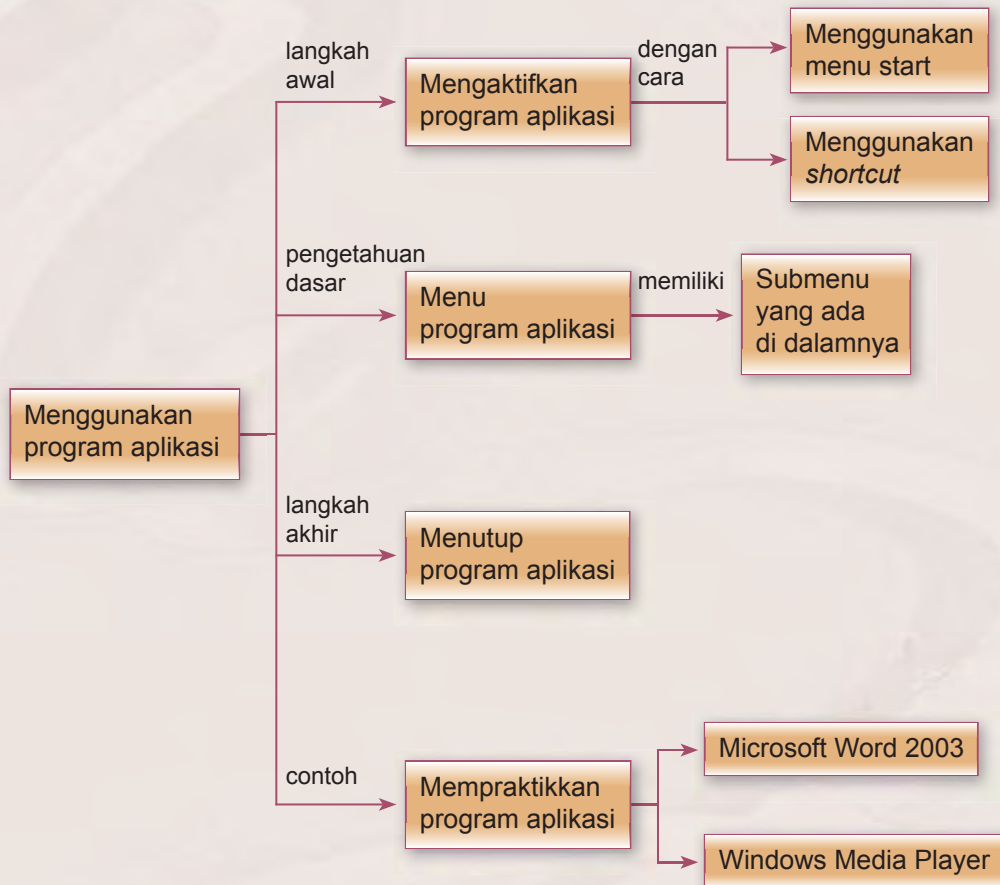 langkah
awal
Mengaktifkan
program aplikasi
dengan
cara
Menggunakan
menu start
Menggunakan
shortcut
pengetahuan
dasar
Menu
program aplikasi
memiliki
Submenu
yang ada
di dalamnya
Menggunakan
program aplikasi
langkah
akhir
Menutup
program aplikasi
contoh
Mempraktikkan
program aplikasi
Microsoft Word 2003
Windows Media Player